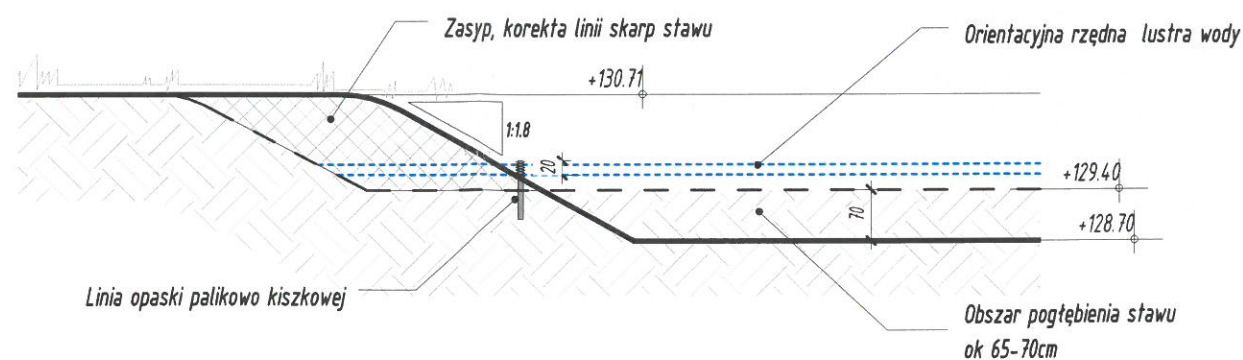 Zasyp, korekta linii skarp stawu
Orientacyjna rzędna lustra wody
+130.71
1:1.8
20
+129.40
70
+128.70
Linia opaski palikowo kiszkowej
Obszar pogłębienia stawu
ok 65-70cm